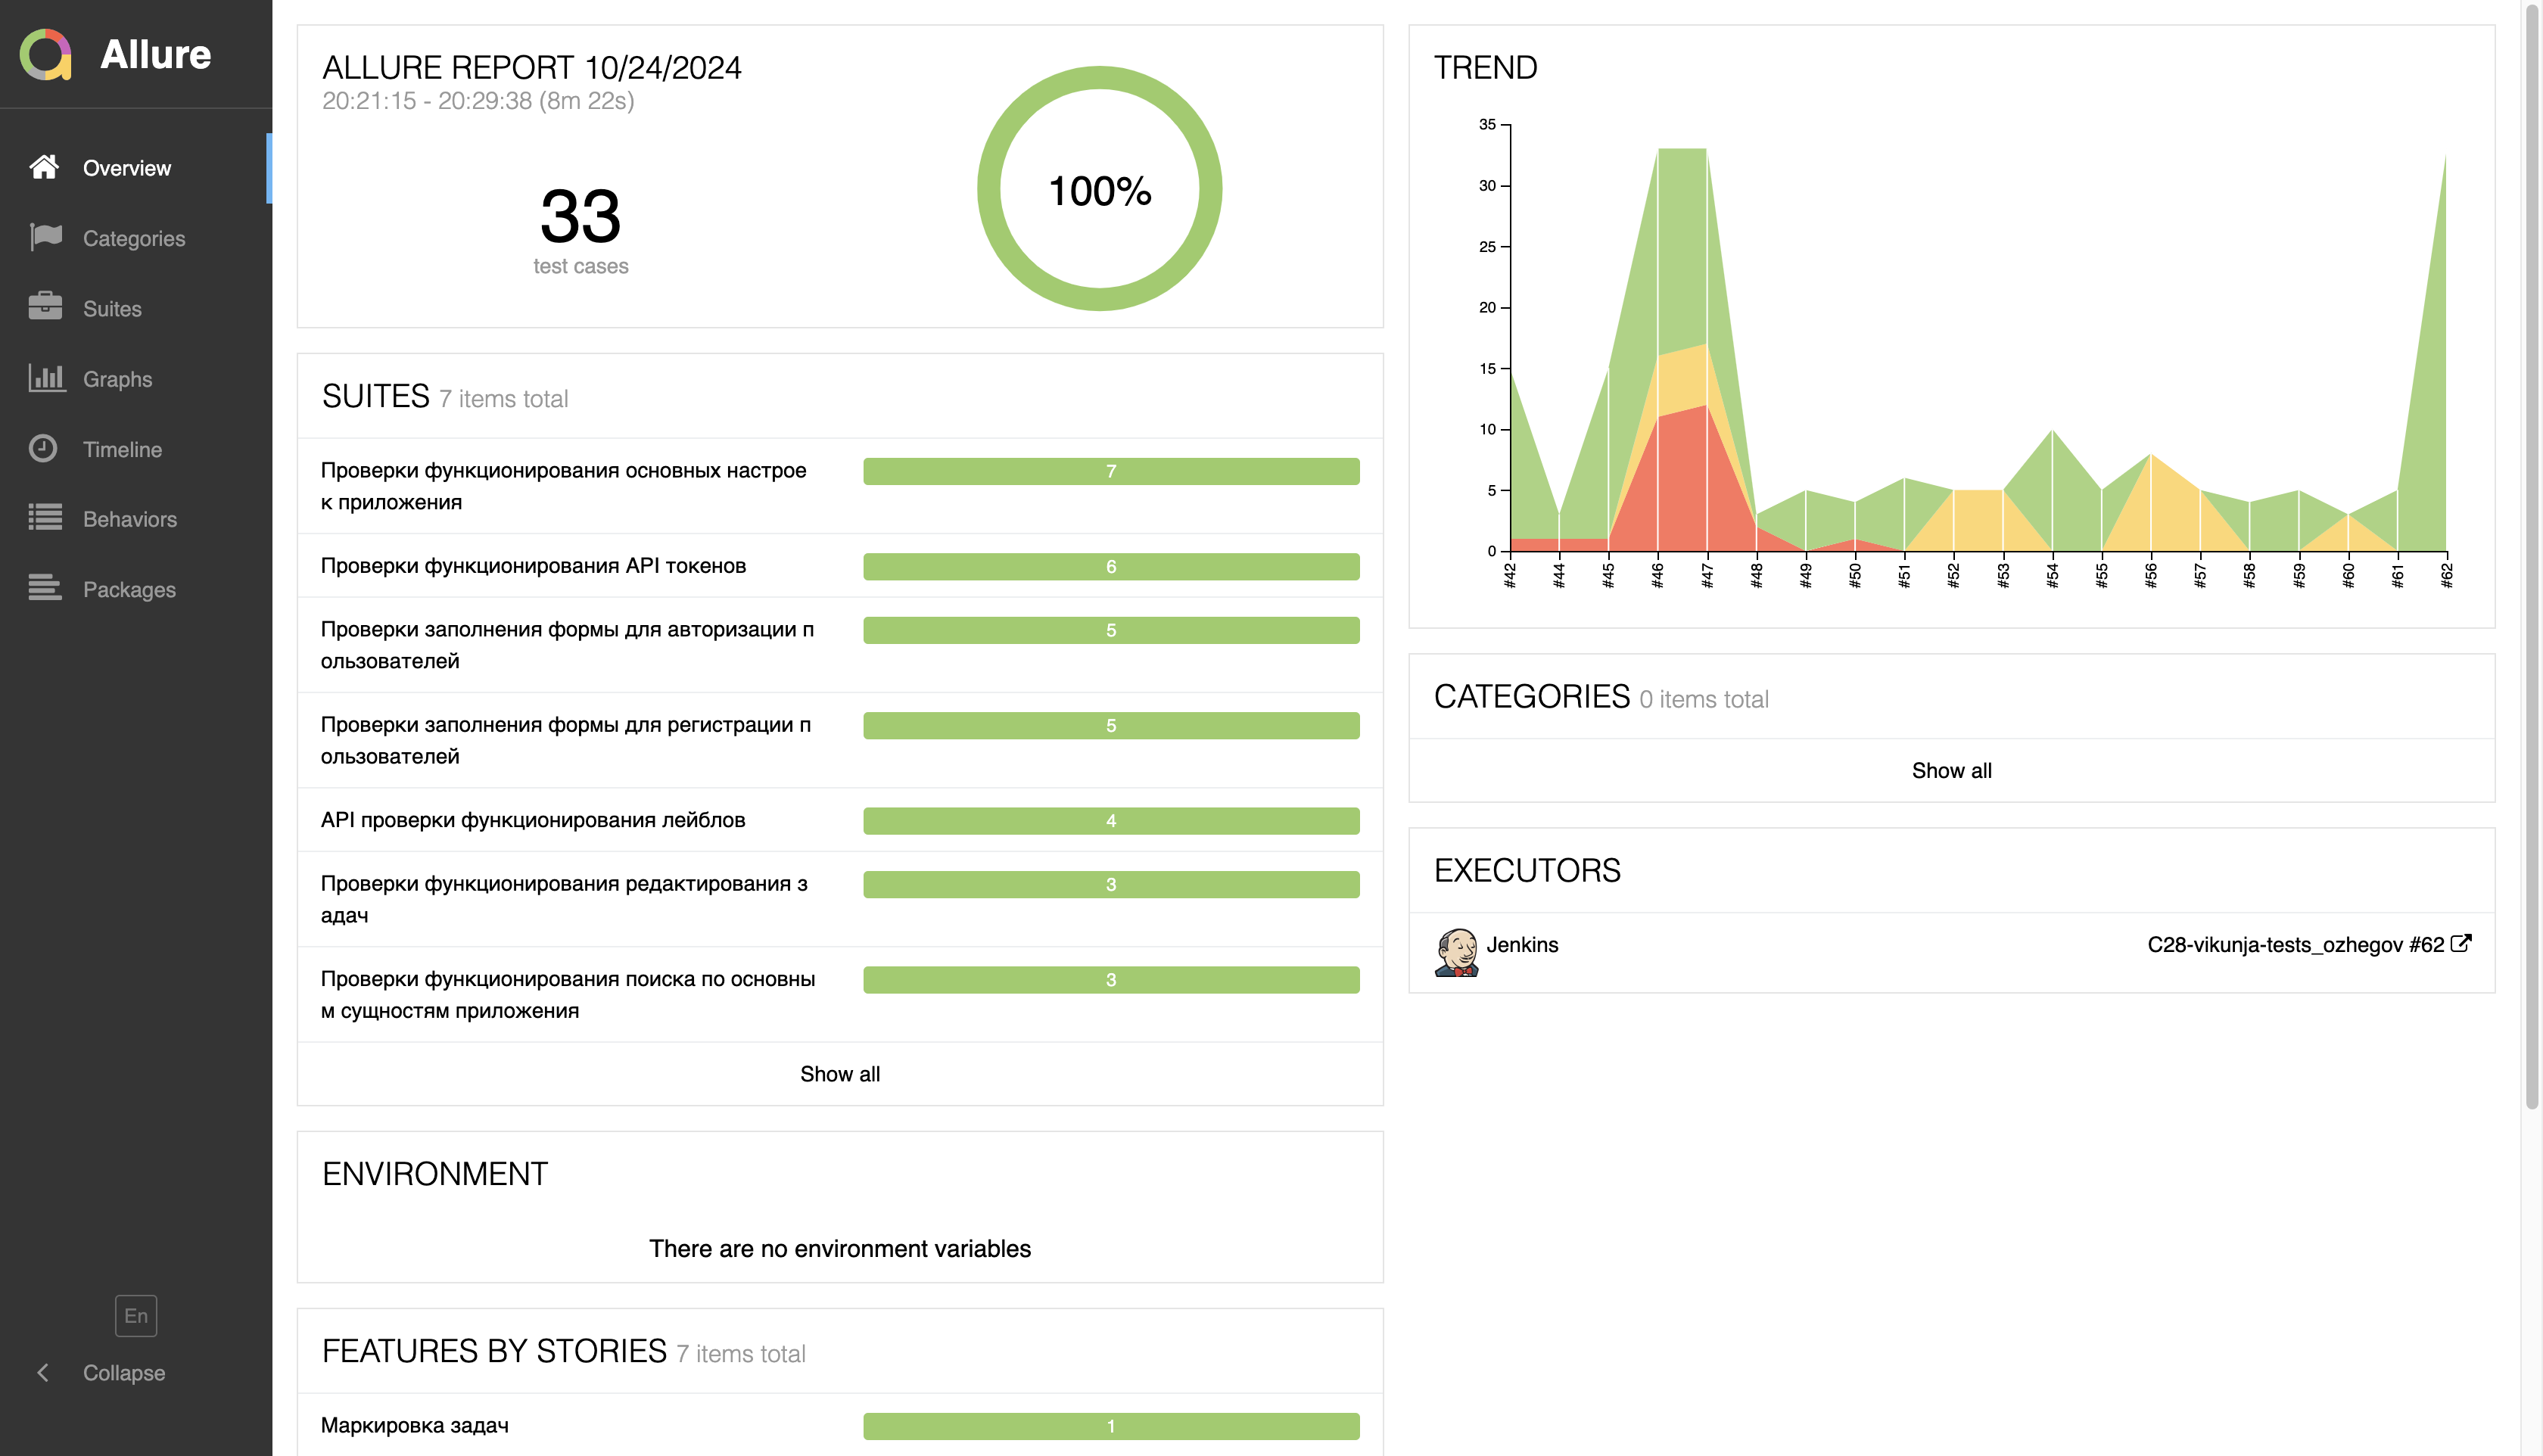 Allure
Overview
Categories
Suites
Graphs
Timeline
Behaviors
Packages
En
Collapse
ALLURE REPORT 10/24/2024
20:21:15 - 20:29:38 (8m 22s)
33
test cases
100%
SUITES 7 items total
Проверки функционирования основных настрое
к приложения
7
Проверки функционирования API токенов
6
Проверки заполнения формы для авторизации п
ользователей
5
Проверки заполнения формы для регистрации п
ользователей
5
API проверки функционирования лейблов
4
Проверки функционирования редактирования з
адач
3
Проверки функционирования поиска по основны
м сущностям приложения
3
Show all
ENVIRONMENT
There are no environment variables
FEATURES BY STORIES 7 items total
Маркировка задач
1
TREND
35
30
25
20
15
10
5
0
#42
#44
#45
#46
#47
#48
#49
#50
#51
#52
#53
#54
#55
#56
#57
#58
#59
#60
#61
#62
CATEGORIES 0 items total
Show all
EXECUTORS
Jenkins
C28-vikunja-tests_ozhegov #62